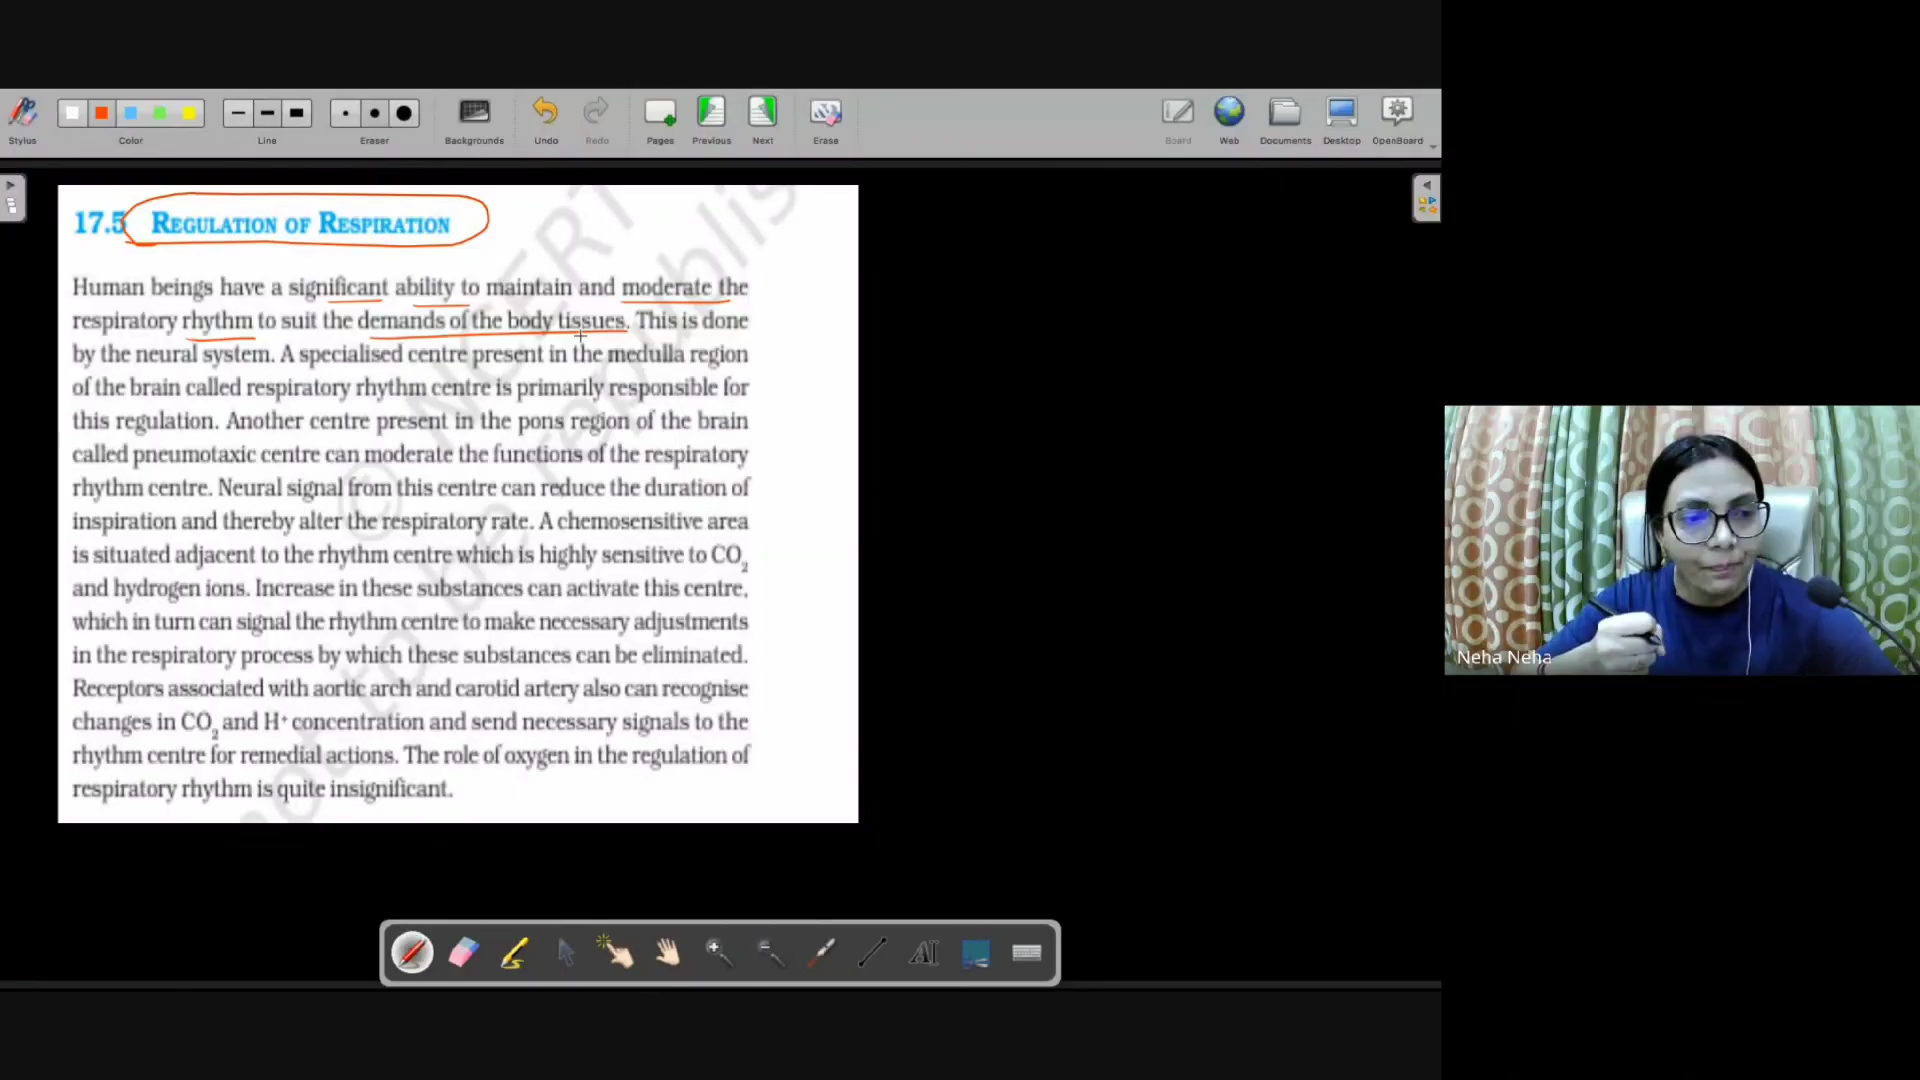 Stylus
Color
Line
Eraser
Backgrounds
Undo
Redo
Pages
Previous
Next
Erase
Board
Web
Documents
Desktop
OpenBoard
17.5 REGULATION OF RESPIRATION
Human beings have a significant ability to maintain and moderate the
respiratory rhythm to suit the demands of the body tissues. This is done
by the neural system. A specialised centre present in the medulla region
of the brain called respiratory rhythm centre is primarily responsible for
this regulation. Another centre present in the pons region of the brain
called pneumotaxic centre can moderate the functions of the respiratory
rhythm centre. Neural signal from this centre can reduce the duration of
inspiration and thereby alter the respiratory rate. A chemosensitive area
is situated adjacent to the rhythm centre which is highly sensitive to CO₂
and hydrogen ions. Increase in these substances can activate this centre,
which in turn can signal the rhythm centre to make necessary adjustments
in the respiratory process by which these substances can be eliminated.
Receptors associated with aortic arch and carotid artery also can recognise
changes in CO₂ and H⁺ concentration and send necessary signals to the
rhythm centre for remedial actions. The role of oxygen in the regulation of
respiratory rhythm is quite insignificant.
© NCERT
not to be republis
Neha Neha
AI